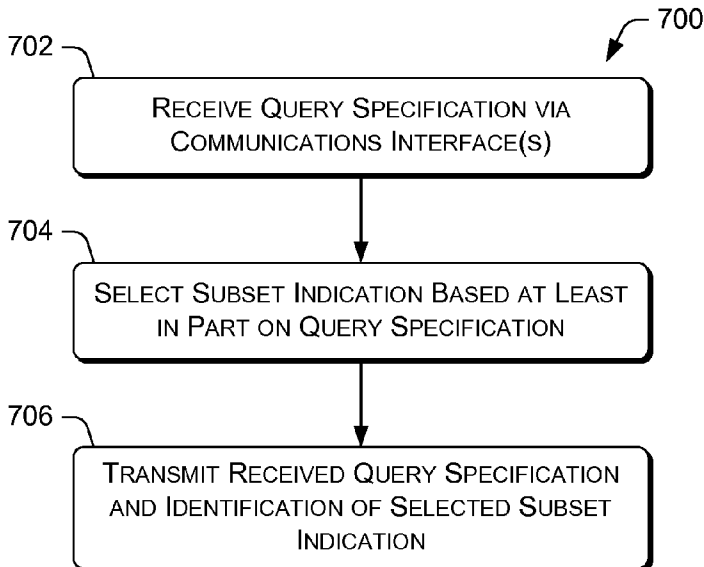 700
702
RECEIVE QUERY SPECIFICATION VIA
COMMUNICATIONS INTERFACE(S)
704
SELECT SUBSET INDICATION BASED AT LEAST
IN PART ON QUERY SPECIFICATION
706
TRANSMIT RECEIVED QUERY SPECIFICATION
AND IDENTIFICATION OF SELECTED SUBSET
INDICATION